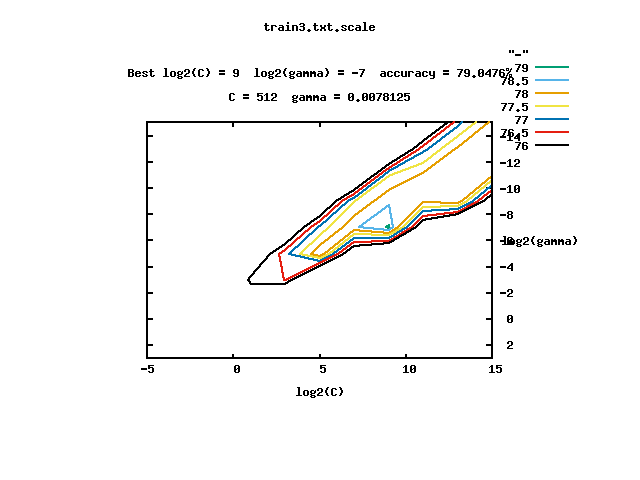 train3.txt.scale
"-"
Best log2(C) = 9  log2(gamma) = -7  accuracy = 79.0476%
79
78.5
C = 512  gamma = 0.0078125
78
77.5
77
76.5
76
-14
-12
-10
-8
-6
log2(gamma)
-4
-2
0
2
-5 0 5 10 15
log2(C)